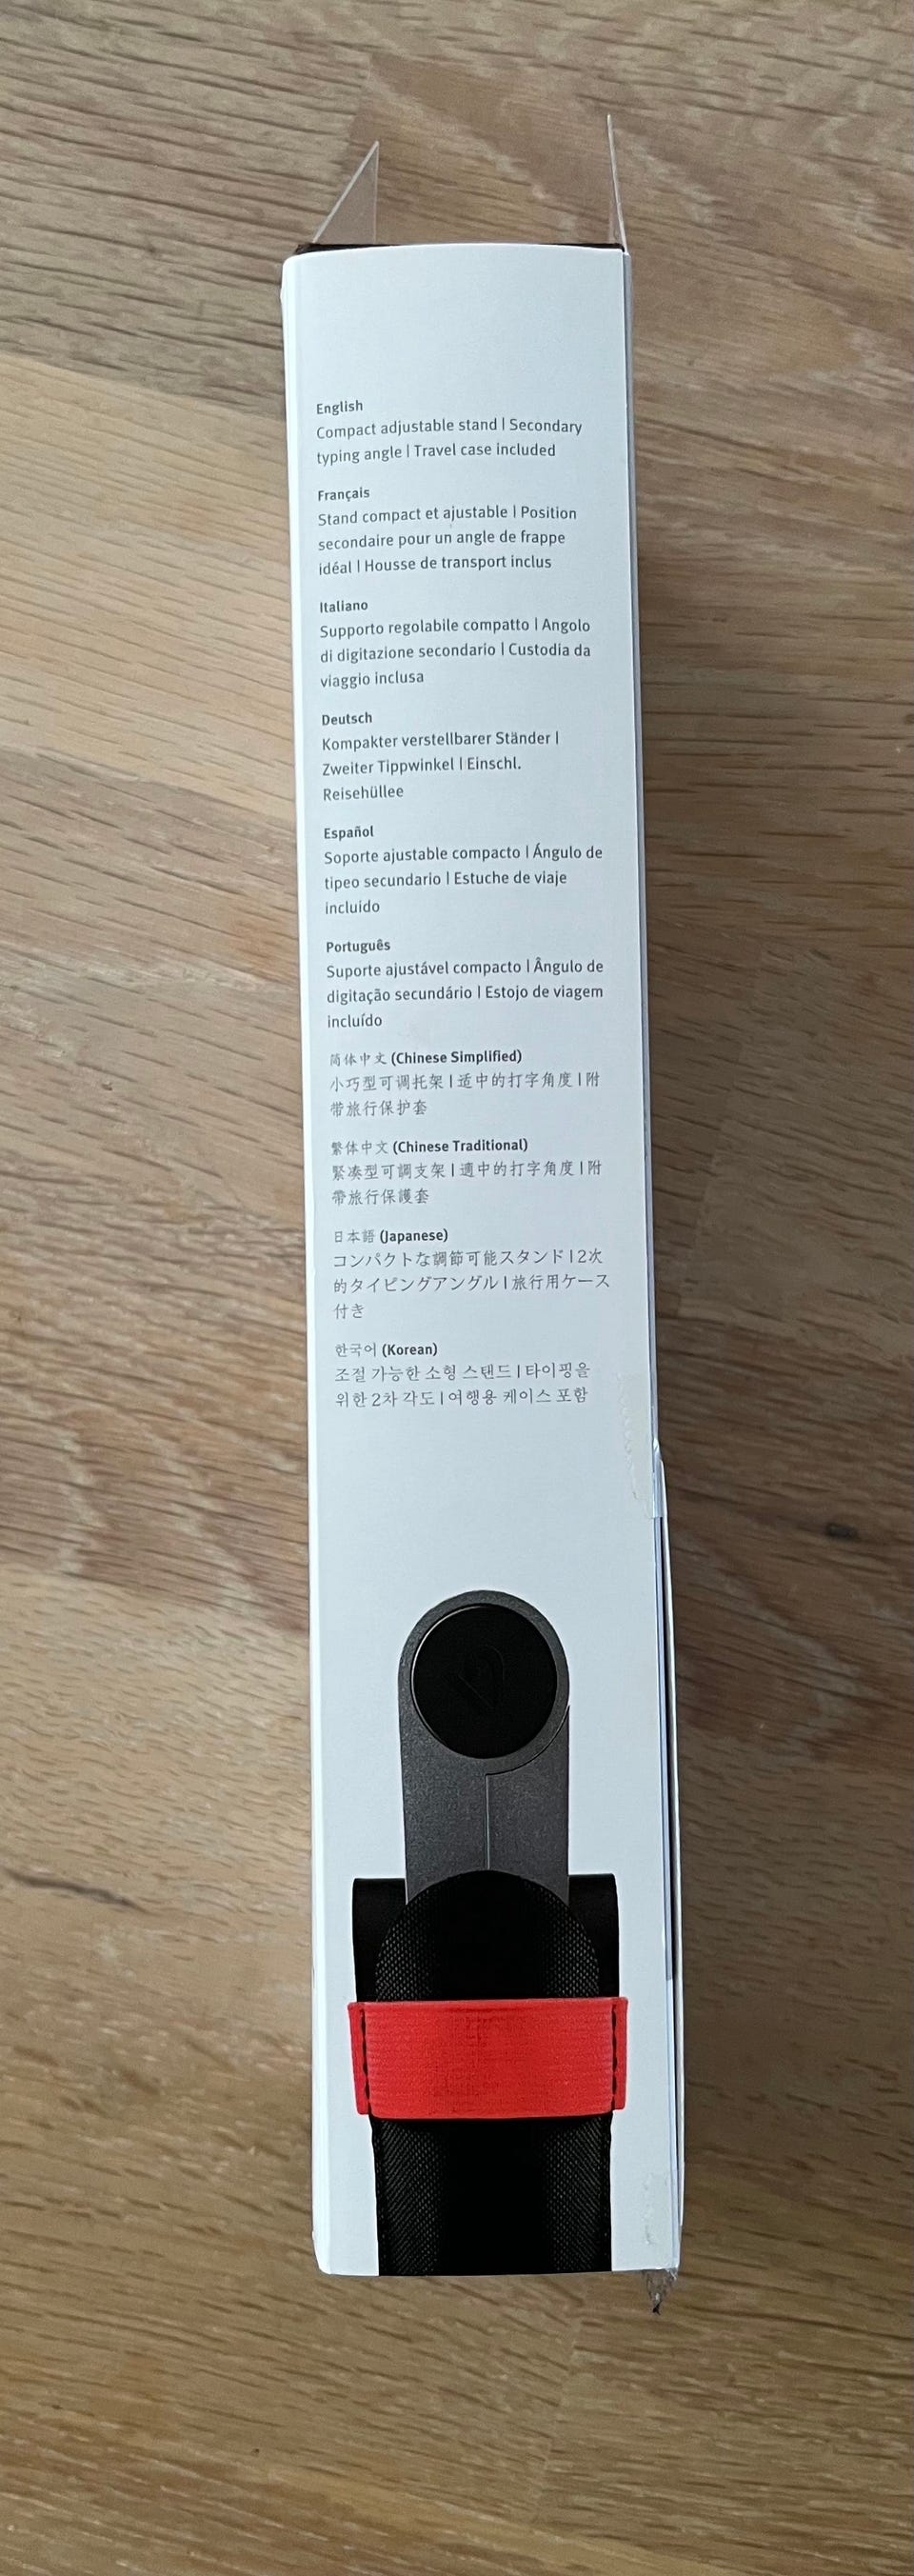 English
Compact adjustable stand | Secondary
typing angle | Travel case included
Français
Stand compact et ajustable | Position
secondaire pour un angle de frappe
idéal | Housse de transport inclus
Italiano
Supporto regolabile compatto | Angolo
di digitazione secondario | Custodia da
viaggio inclusa
Deutsch
Kompakter verstellbarer Ständer |
Zweiter Tippwinkel | Einschl.
Reisehüllee
Español
Soporte ajustable compacto | Ángulo de
tipeo secundario | Estuche de viaje
incluido
Português
Suporte ajustável compacto | Ângulo de
digitação secundário | Estojo de viagem
incluído
简体中文 (Chinese Simplified)
小巧型可调托架 | 适中的打字角度 | 附
带旅行保护套
繁体中文 (Chinese Traditional)
緊凑型可調支架 | 適中的打字角度 | 附
帶旅行保護套
日本語 (Japanese)
コンパクトな調節可能スタンド | 2次
的タイピングアングル | 旅行用ケース
付き
한국어 (Korean)
조절 가능한 소형 스탠드 | 타이핑을
위한 2차 각도 | 여행용 케이스 포함